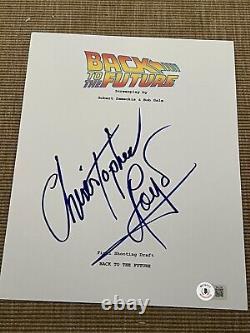 BACK
TO THE FUTURE
Screenplay by
Robert Zemeckis & Bob Gale
Christopher
Lloyd
Final Shooting Draft
BACK TO THE FUTURE